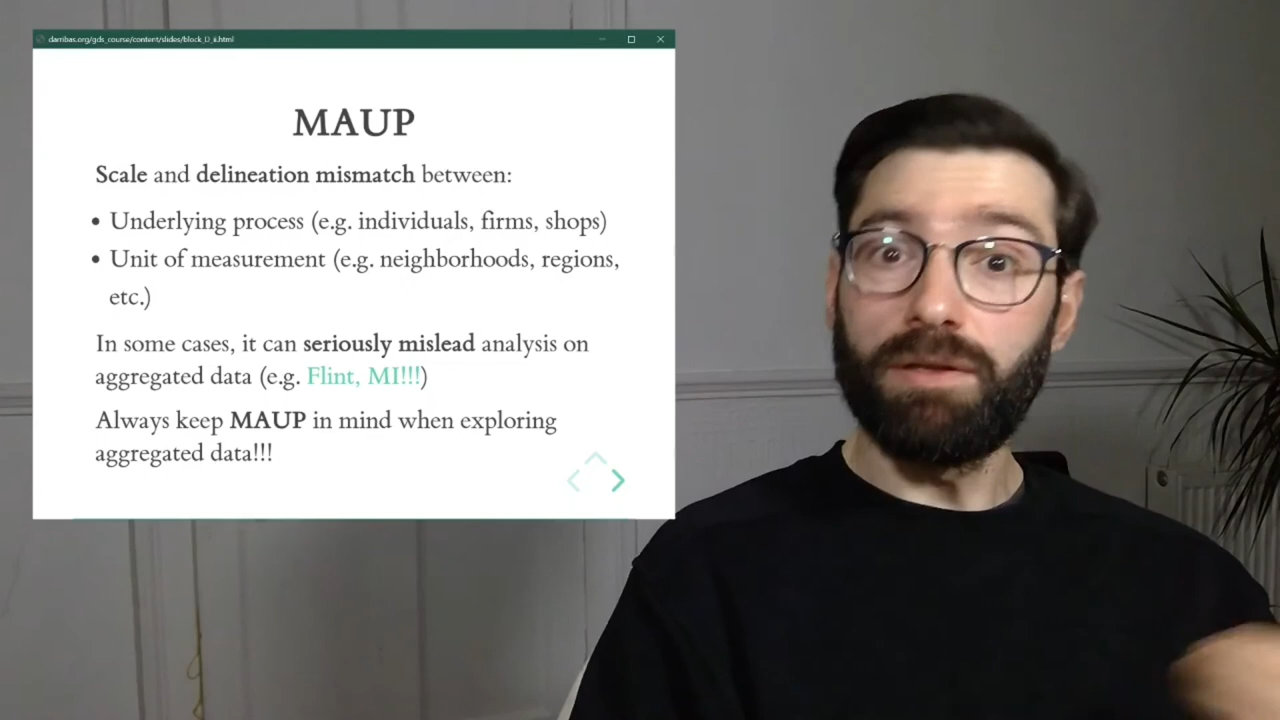 darribas.org/gds_course/content/slides/block_D_ii.html
MAUP
Scale and delineation mismatch between:
• Underlying process (e.g. individuals, firms, shops)
• Unit of measurement (e.g. neighborhoods, regions,
etc.)
In some cases, it can seriously mislead analysis on
aggregated data (e.g. Flint, MI!!!)
Always keep MAUP in mind when exploring
aggregated data!!!